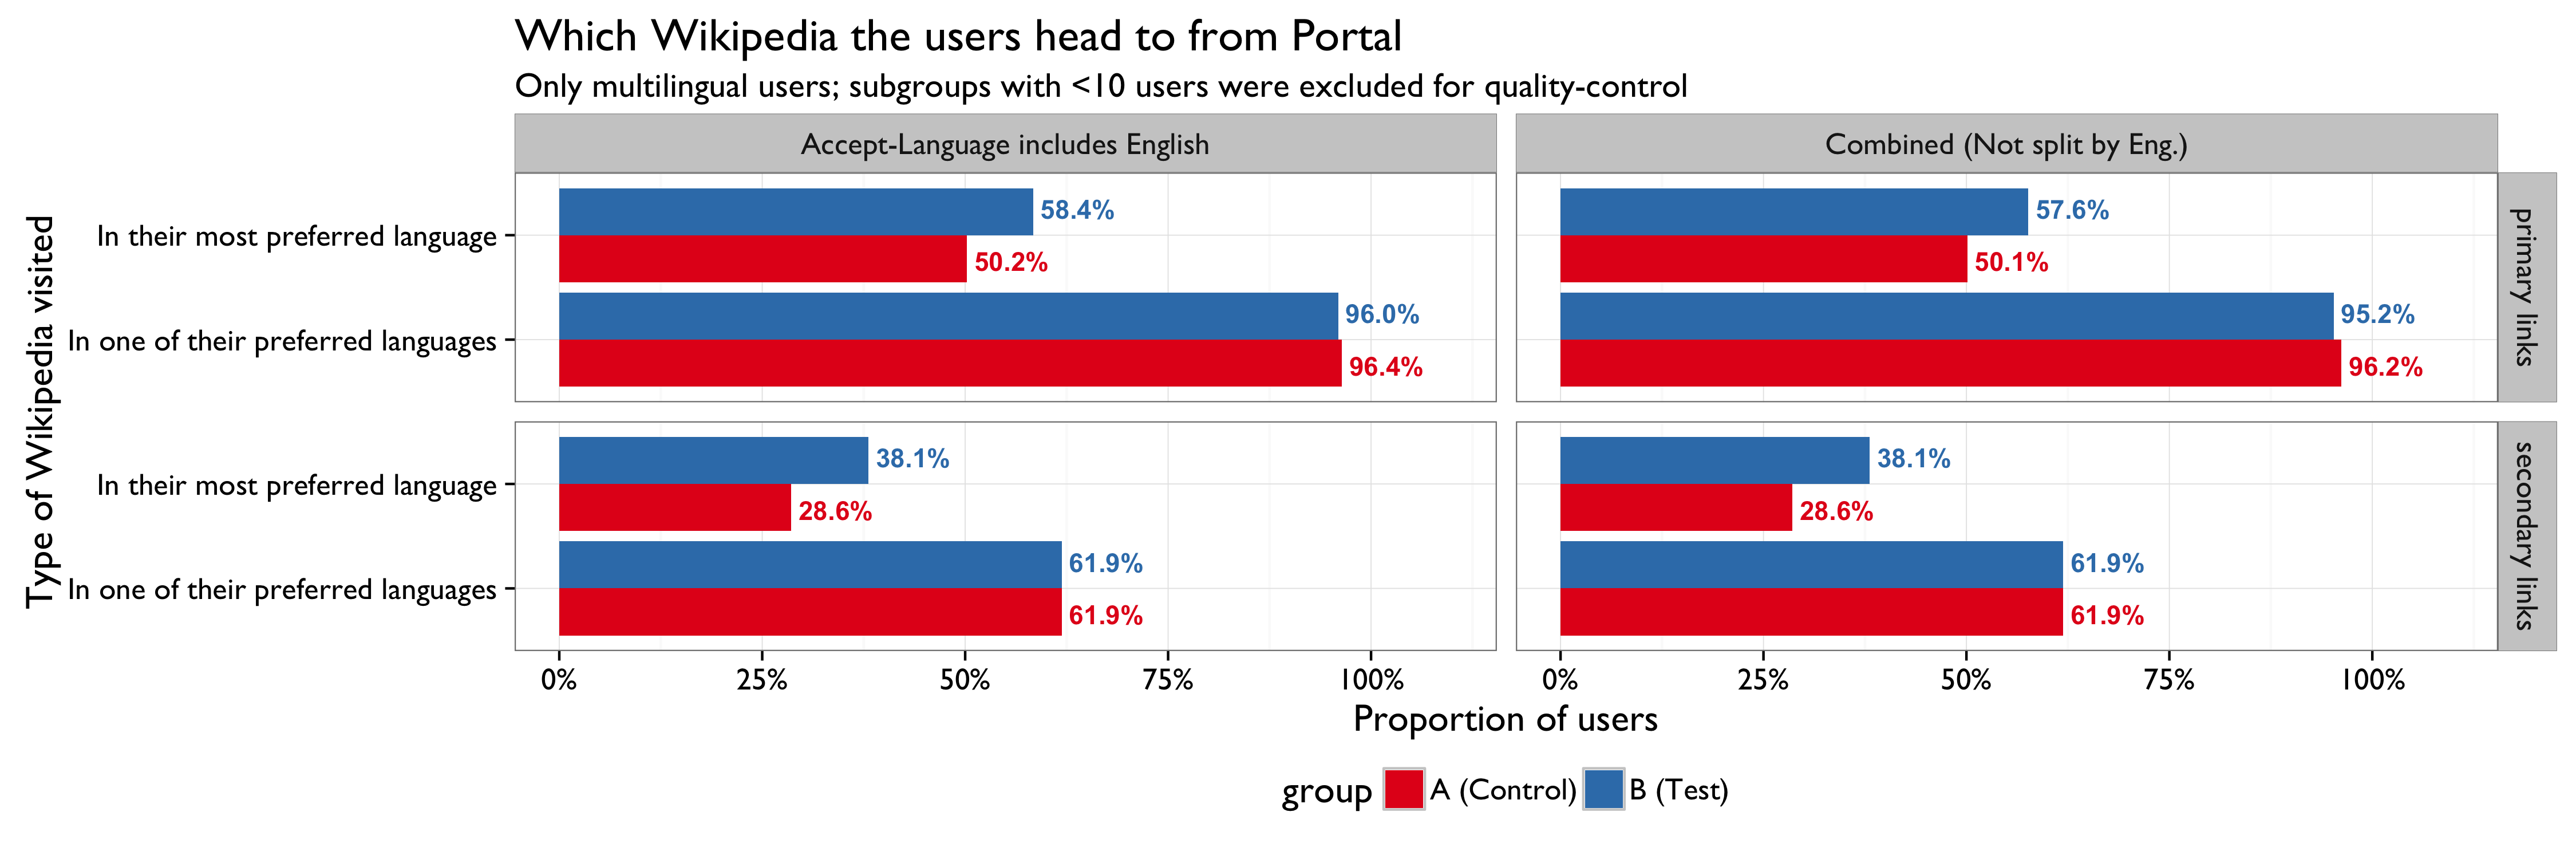 Which Wikipedia the users head to from Portal
Only multilingual users; subgroups with <10 users were excluded for quality-control
Accept-Language includes English
Combined (Not split by Eng.)
Type of Wikipedia visited
In their most preferred language
58.4%
50.2%
57.6%
50.1%
In one of their preferred languages
96.0%
96.4%
95.2%
96.2%
primary links
In their most preferred language
38.1%
28.6%
38.1%
28.6%
In one of their preferred languages
61.9%
61.9%
61.9%
61.9%
secondary links
0% 25% 50% 75% 100%
0% 25% 50% 75% 100%
Proportion of users
group A (Control) B (Test)